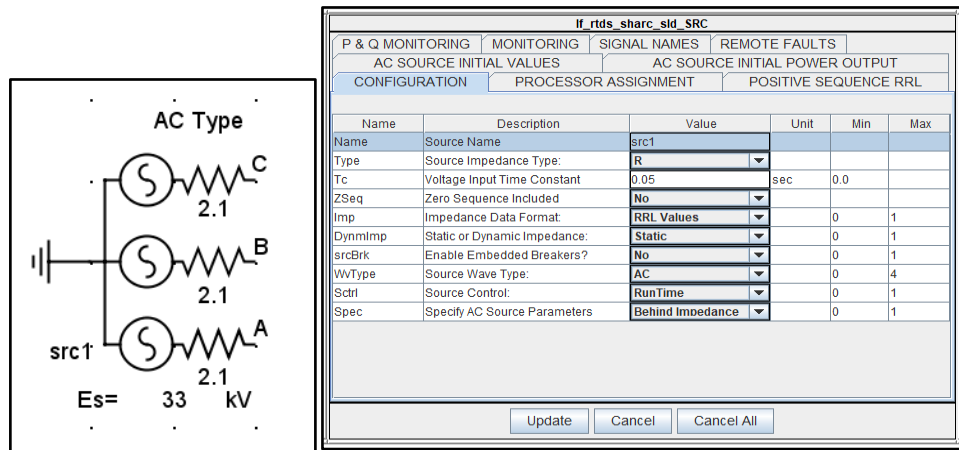 AC Type
C
2.1
B
2.1
A
src1
2.1
Es= 33 kV
lf_rtds_sharc_sld_SRC
P & Q MONITORING MONITORING SIGNAL NAMES REMOTE FAULTS
AC SOURCE INITIAL VALUES AC SOURCE INITIAL POWER OUTPUT
CONFIGURATION PROCESSOR ASSIGNMENT POSITIVE SEQUENCE RRL
Name Description Value Unit Min Max
Name Source Name src1
Type Source Impedance Type: R
Tc Voltage Input Time Constant 0.05 sec 0.0
ZSeq Zero Sequence Included No
Imp Impedance Data Format: RRL Values 0 1
DynmImp Static or Dynamic Impedance: Static 0 1
srcBrk Enable Embedded Breakers? No 0 1
WvType Source Wave Type: AC 0 4
Sctrl Source Control: RunTime 0 1
Spec Specify AC Source Parameters Behind Impedance 0 1
Update Cancel Cancel All